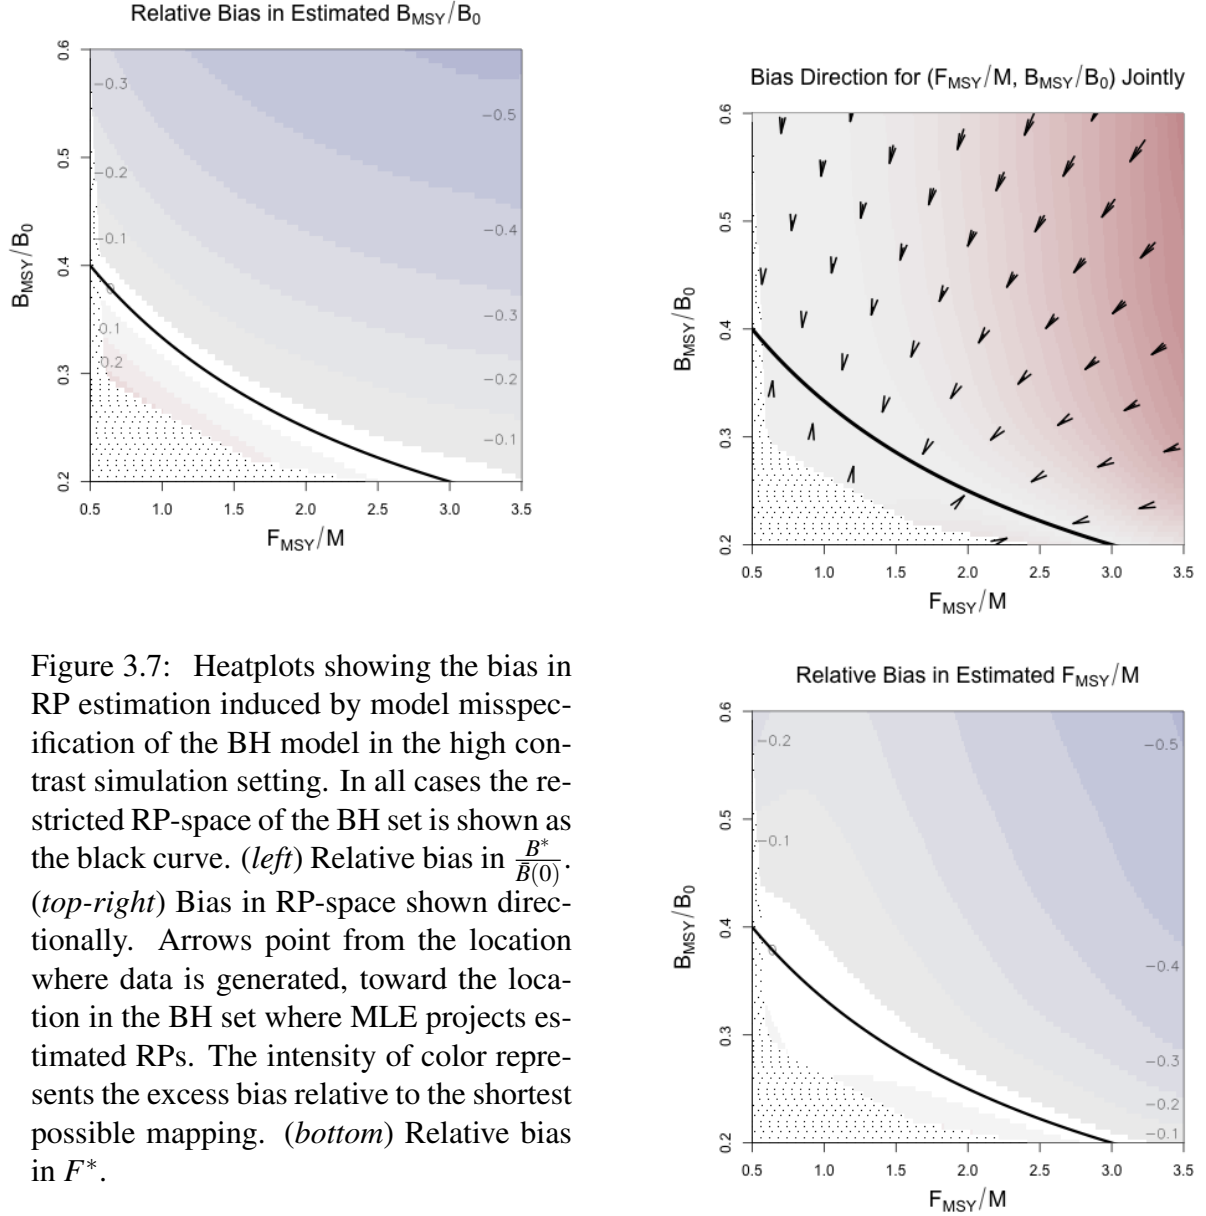 Relative Bias in Estimated B_MSY/B_0
0.6
0.5
0.4
0.3
0.2
B_MSY/B_0
−0.3
−0.2
−0.1
0
0.1
0.2
−0.5
−0.4
−0.3
−0.2
−0.1
0.5 1.0 1.5 2.0 2.5 3.0 3.5
F_MSY/M
Bias Direction for (F_MSY/M, B_MSY/B_0) Jointly
0.6
0.5
0.4
0.3
0.2
B_MSY/B_0
0.5 1.0 1.5 2.0 2.5 3.0 3.5
F_MSY/M
Figure 3.7: Heatplots showing the bias in
RP estimation induced by model misspec-
ification of the BH model in the high con-
trast simulation setting. In all cases the re-
stricted RP-space of the BH set is shown as
the black curve. (left) Relative bias in B*/B̄(0).
(top-right) Bias in RP-space shown direc-
tionally. Arrows point from the location
where data is generated, toward the loca-
tion in the BH set where MLE projects es-
timated RPs. The intensity of color repre-
sents the excess bias relative to the shortest
possible mapping. (bottom) Relative bias
in F*.
Relative Bias in Estimated F_MSY/M
0.6
0.5
0.4
0.3
0.2
B_MSY/B_0
−0.2
−0.1
0
−0.5
−0.4
−0.3
−0.2
−0.1
0.5 1.0 1.5 2.0 2.5 3.0 3.5
F_MSY/M